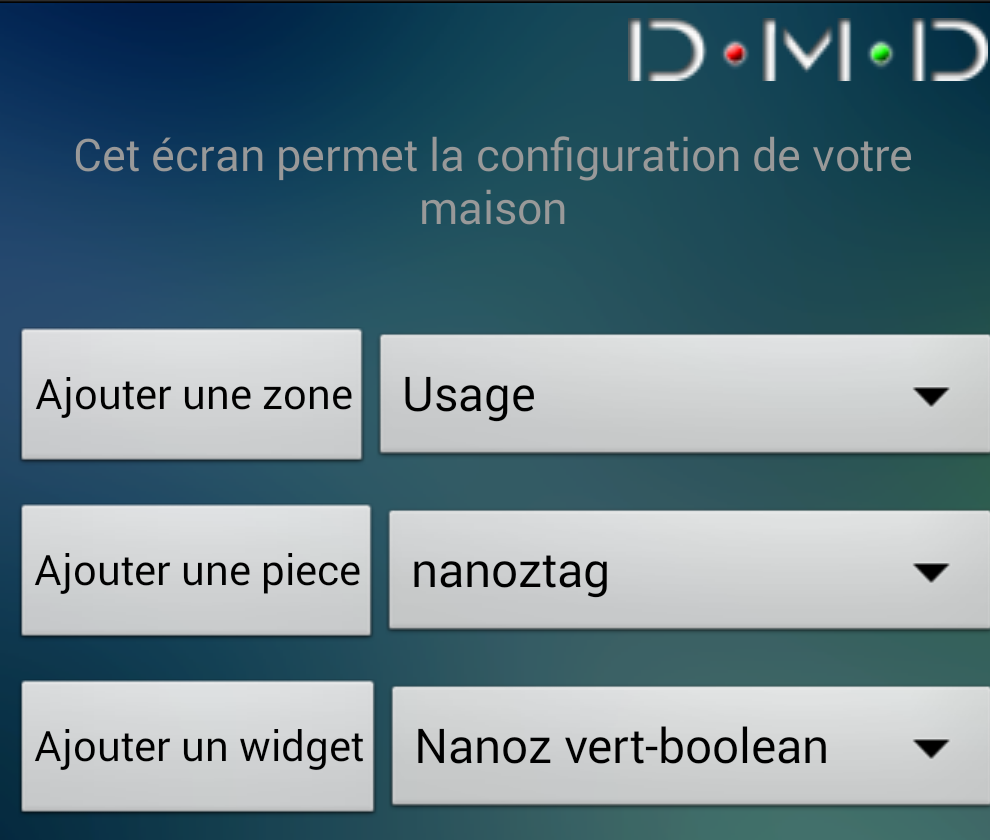 D•M•D
Cet écran permet la configuration de votre
maison
Ajouter une zone
Usage
Ajouter une piece
nanoztag
Ajouter un widget
Nanoz vert-boolean